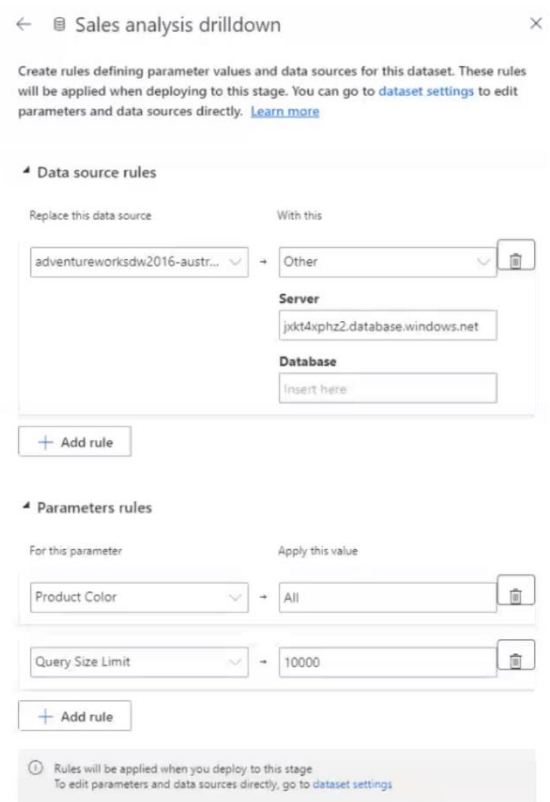 Sales analysis drilldown
Create rules defining parameter values and data sources for this dataset. These rules
will be applied when deploying to this stage. You can go to dataset settings to edit
parameters and data sources directly. Learn more
Data source rules
Replace this data source
With this
adventureworksdw2016-austr...
Other
Server
jxkt4xphz2.database.windows.net
Database
Insert here
+ Add rule
Parameters rules
For this parameter
Apply this value
Product Color
All
Query Size Limit
10000
+ Add rule
Rules will be applied when you deploy to this stage
To edit parameters and data sources directly, go to dataset settings